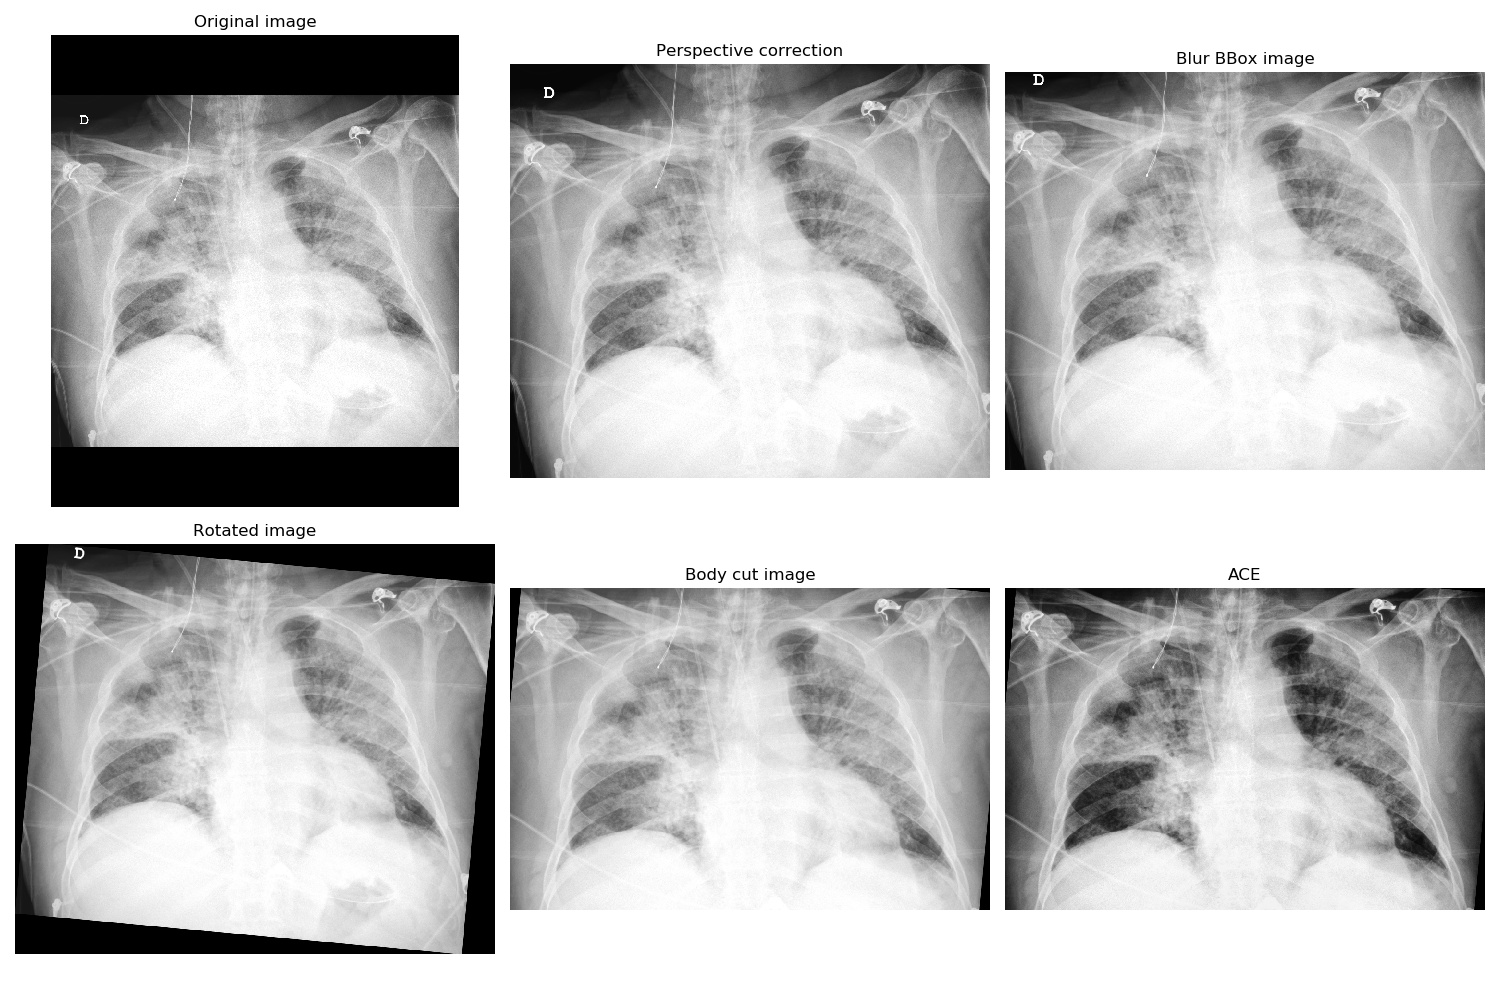 Original image
D
Perspective correction
D
Blur BBox image
D
Rotated image
D
Body cut image
ACE